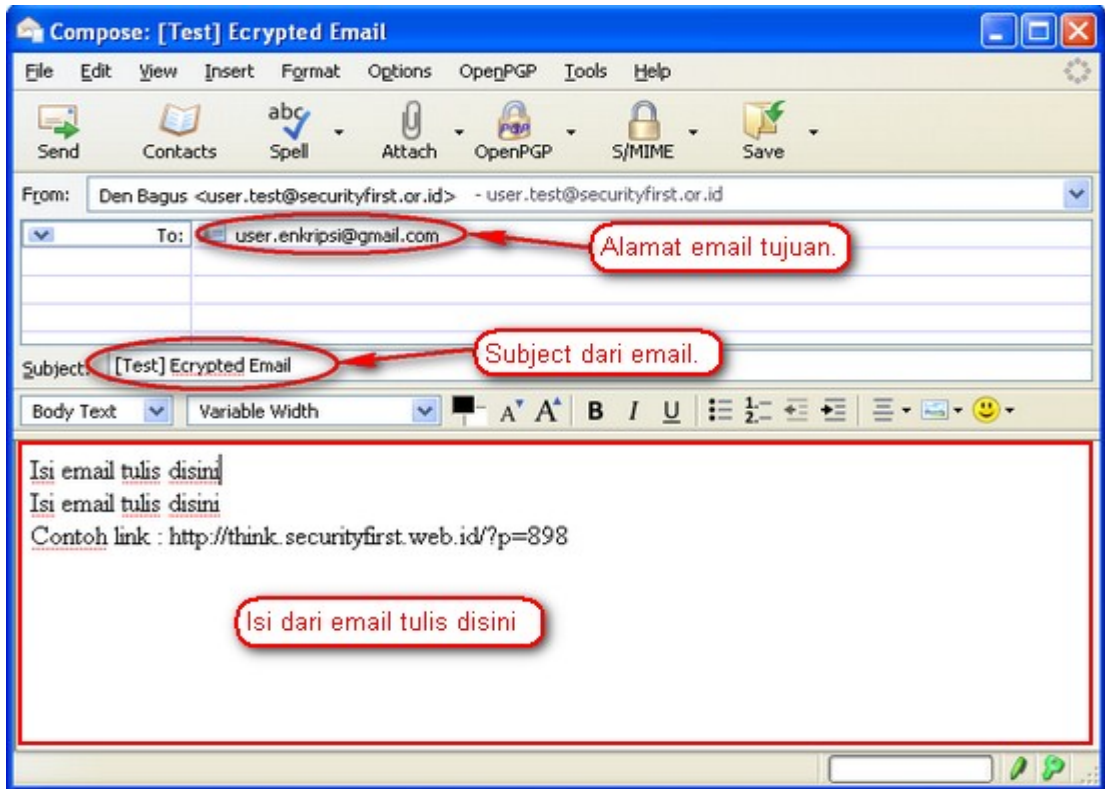 Compose: [Test] Ecrypted Email
File Edit View Insert Format Options OpenPGP Tools Help
Send Contacts abc Spell Attach PGP OpenPGP S/MIME Save
From: Den Bagus <user.test@securityfirst.or.id> - user.test@securityfirst.or.id
To: user.enkripsi@gmail.com
Alamat email tujuan.
Subject dari email.
Subject: [Test] Ecrypted Email
Body Text Variable Width A A B I U
Isi email tulis disini
Isi email tulis disini
Contoh link : http://think.securityfirst.web.id/?p=898
Isi dari email tulis disini